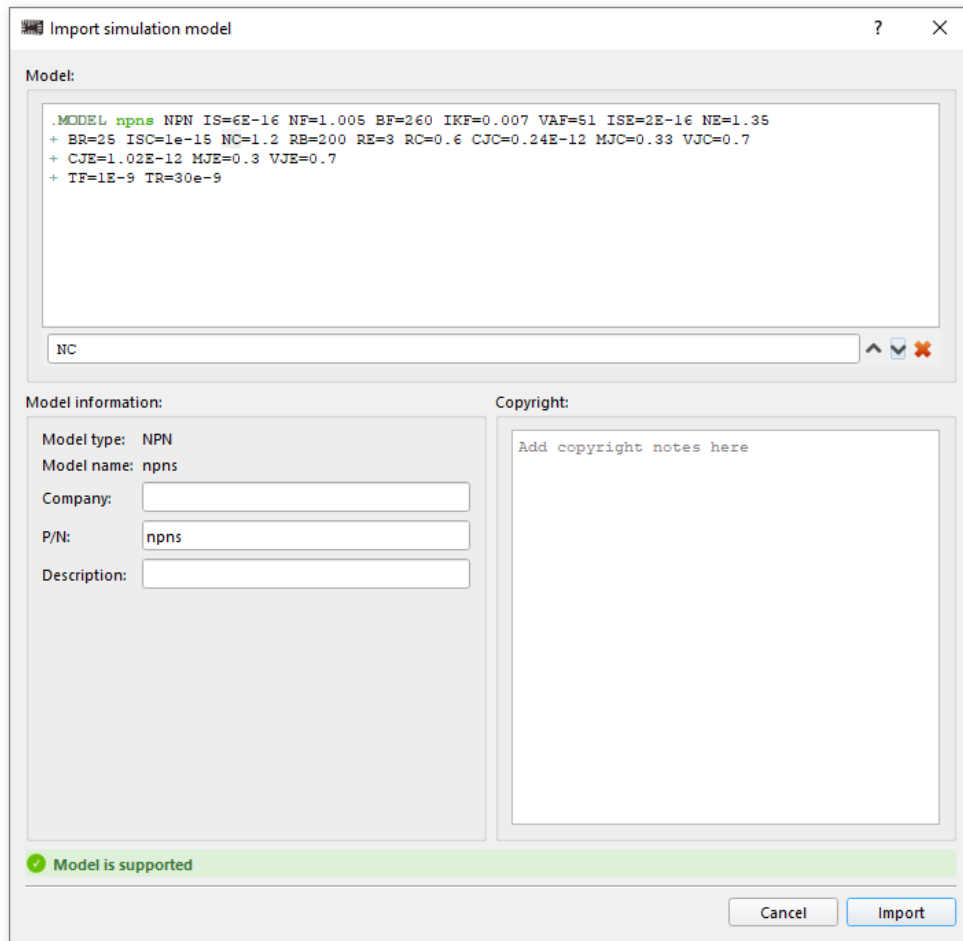 Import simulation model
?
Model:
.MODEL npns NPN IS=6E-16 NF=1.005 BF=260 IKF=0.007 VAF=51 ISE=2E-16 NE=1.35
+ BR=25 ISC=1e-15 NC=1.2 RB=200 RE=3 RC=0.6 CJC=0.24E-12 MJC=0.33 VJC=0.7
+ CJE=1.02E-12 MJE=0.3 VJE=0.7
+ TF=1E-9 TR=30e-9
NC
Model information:
Model type: NPN
Model name: npns
Company:
P/N: npns
Description:
Copyright:
Add copyright notes here
Model is supported
Cancel
Import